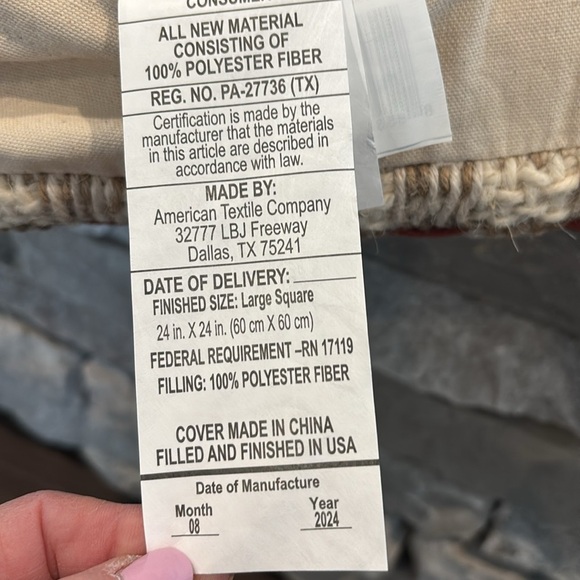 ALL NEW MATERIAL
CONSISTING OF
100% POLYESTER FIBER
REG. NO. PA-27736 (TX)
Certification is made by the
manufacturer that the materials
in this article are described in
accordance with law.
MADE BY:
American Textile Company
32777 LBJ Freeway
Dallas, TX 75241
DATE OF DELIVERY:
FINISHED SIZE: Large Square
24 in. X 24 in. (60 cm X 60 cm)
FEDERAL REQUIREMENT –RN 17119
FILLING: 100% POLYESTER FIBER
COVER MADE IN CHINA
FILLED AND FINISHED IN USA
Date of Manufacture
Month Year
08 2024